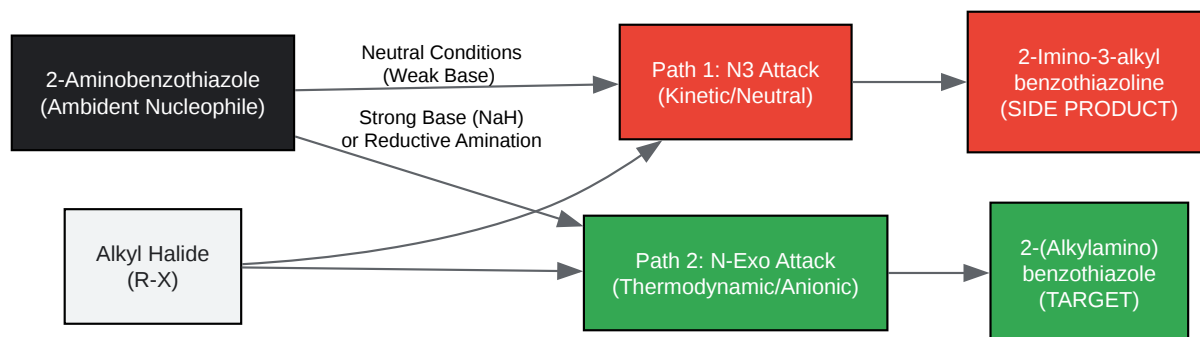 2-Aminobenzothiazole
(Ambident Nucleophile)
Neutral Conditions
(Weak Base)
Strong Base (NaH)
or Reductive Amination
Path 1: N3 Attack
(Kinetic/Neutral)
2-Imino-3-alkyl
benzothiazoline
(SIDE PRODUCT)
Alkyl Halide
(R-X)
Path 2: N-Exo Attack
(Thermodynamic/Anionic)
2-(Alkylamino)
benzothiazole
(TARGET)